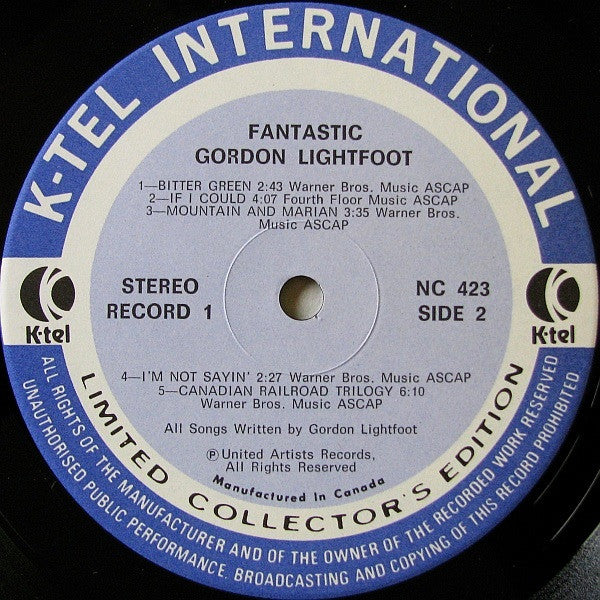 K-TEL INTERNATIONAL
FANTASTIC
GORDON LIGHTFOOT
1—BITTER GREEN 2:43 Warner Bros. Music ASCAP
2—IF I COULD 4:07 Fourth Floor Music ASCAP
3—MOUNTAIN AND MARIAN 3:35 Warner Bros.
Music ASCAP
STEREO
RECORD 1
NC 423
SIDE 2
K-tel
K-tel
4—I'M NOT SAYIN' 2:27 Warner Bros. Music ASCAP
5—CANADIAN RAILROAD TRILOGY 6:10
Warner Bros. Music ASCAP
All Songs Written by Gordon Lightfoot
Ⓟ United Artists Records,
All Rights Reserved
Manufactured In Canada
LIMITED COLLECTOR'S EDITION
ALL RIGHTS OF THE MANUFACTURER AND OF THE OWNER OF THE RECORDED WORK RESERVED
UNAUTHORISED PUBLIC PERFORMANCE, BROADCASTING AND COPYING OF THIS RECORD PROHIBITED